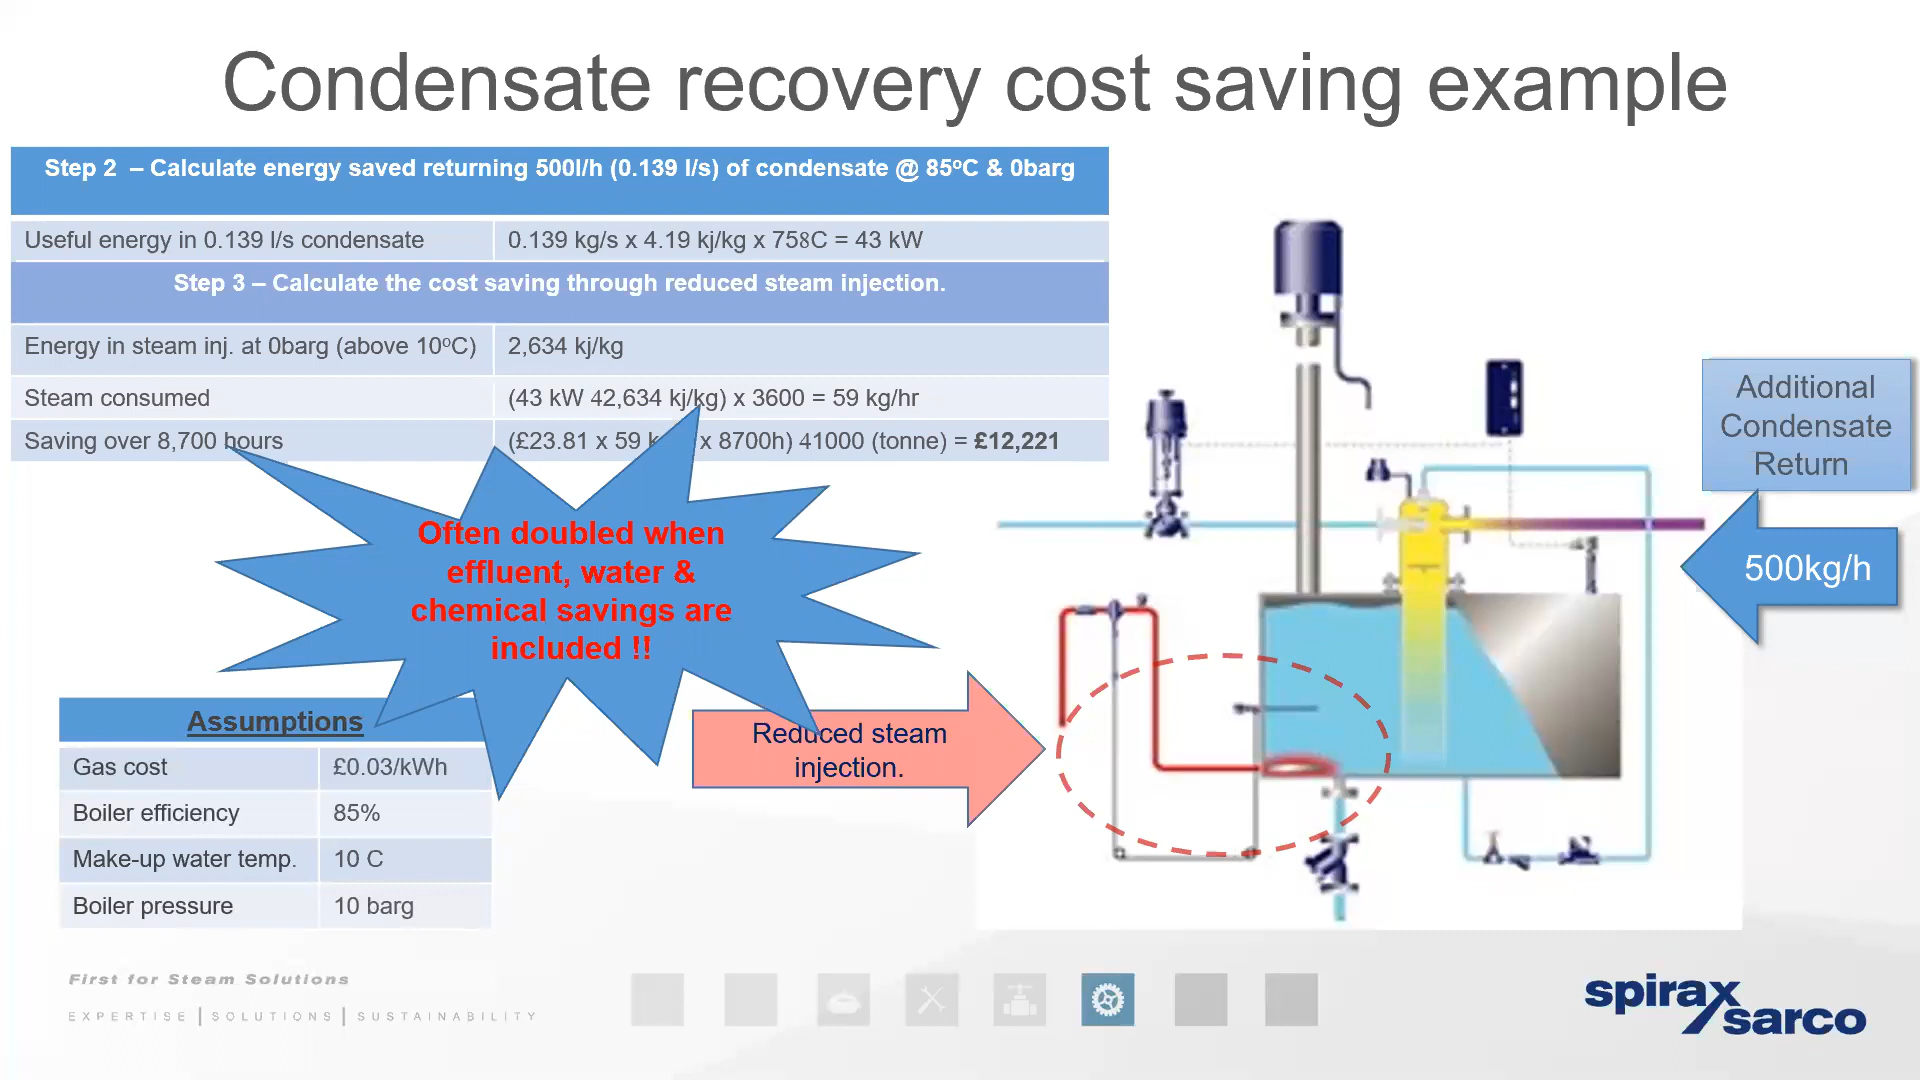 Condensate recovery cost saving example
Step 2 – Calculate energy saved returning 500l/h (0.139 l/s) of condensate @ 85ºC & 0barg
Useful energy in 0.139 l/s condensate
0.139 kg/s x 4.19 kj/kg x 758C = 43 kW
Step 3 – Calculate the cost saving through reduced steam injection.
Energy in steam inj. at 0barg (above 10ºC)
2,634 kj/kg
Steam consumed
(43 kW 42,634 kj/kg) x 3600 = 59 kg/hr
Saving over 8,700 hours
(£23.81 x 59 x 8700h) 41000 (tonne) = £12,221
Often doubled when
effluent, water &
chemical savings are
included !!
Additional
Condensate
Return
500kg/h
Reduced steam
injection.
Assumptions
Gas cost
£0.03/kWh
Boiler efficiency
85%
Make-up water temp.
10 C
Boiler pressure
10 barg
First for Steam Solutions
EXPERTISE | SOLUTIONS | SUSTAINABILITY
spirax
sarco